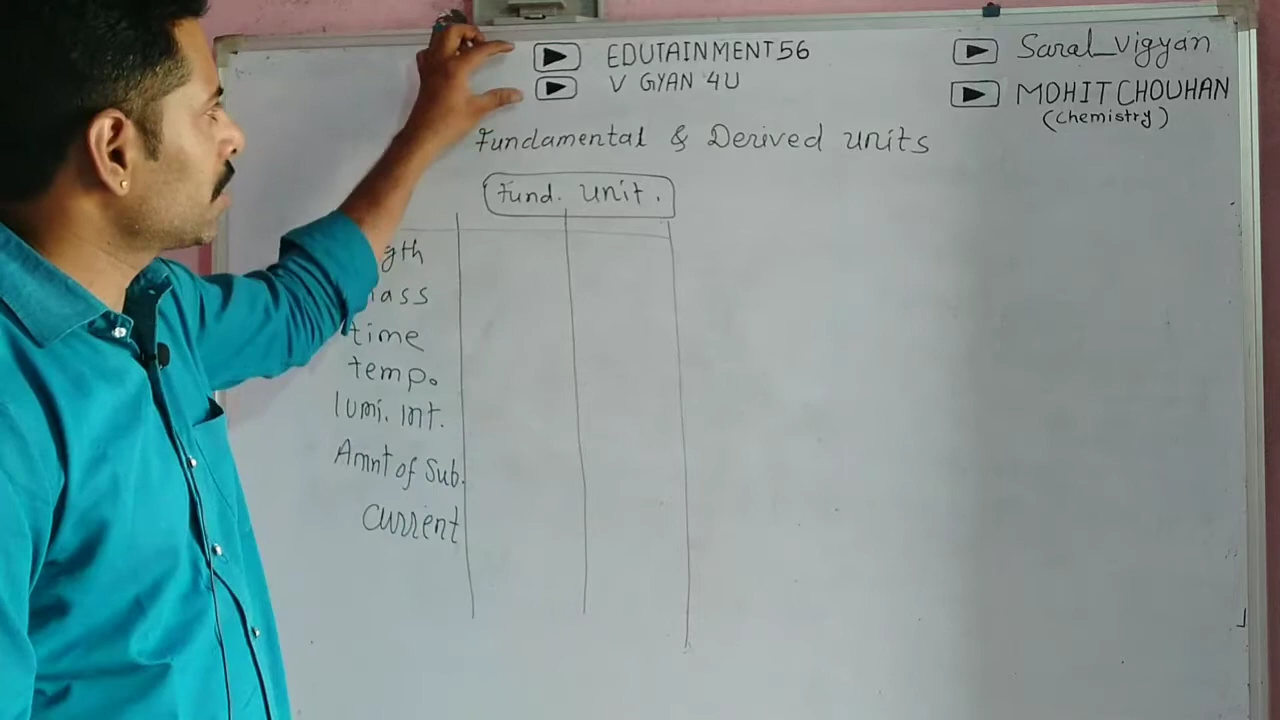 EDUTAINMENT56
V GYAN 4U
Saral_Vigyan
MOHIT CHOUHAN
(chemistry)
Fundamental & Derived units
Fund. unit.
gth
ass
time
temp.
lumi. int.
Amnt of Sub.
current